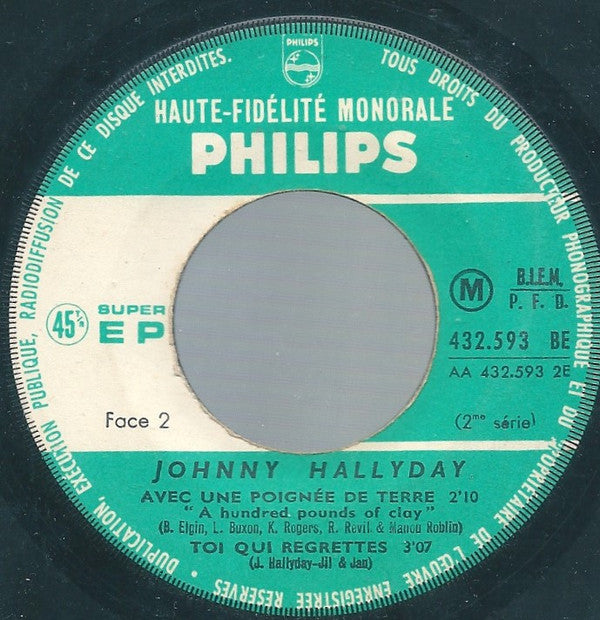 PHILIPS
HAUTE-FIDÉLITÉ MONORALE
PHILIPS
TOUS DROITS DU PRODUCTEUR PHONOGRAPHIQUE ET DU PROPRIÉTAIRE DE L'ŒUVRE ENREGISTRÉE RÉSERVÉS • DUPLICATION, EXÉCUTION PUBLIQUE, RADIODIFFUSION DE CE DISQUE INTERDITES.
45 T/R
SUPER
EP
Face 2
M
B.I.E.M.
P. F. D.
432.593 BE
AA 432.593 2E
(2me série)
JOHNNY HALLYDAY
AVEC UNE POIGNÉE DE TERRE 2'10
"A hundred pounds of clay"
(B. Elgin, L. Buxon, K. Rogers, R. Revil & Manou Roblin)
TOI QUI REGRETTES 3'07
(J. Hallyday-Jil & Jan)